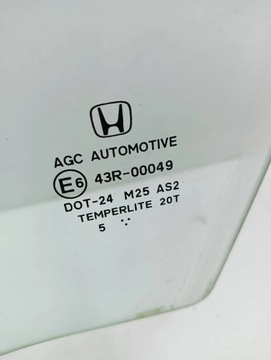 AGC AUTOMOTIVE
E6 43R-00049
DOT-24 M25 AS2
TEMPERLITE 20T
5